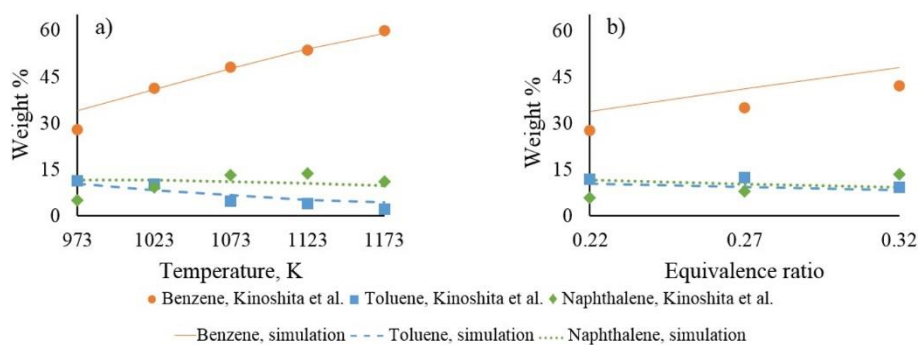 a)
Weight %
60
45
30
15
0
973 1023 1073 1123 1173
Temperature, K
b)
Weight %
60
45
30
15
0
0.22 0.27 0.32
Equivalence ratio
Benzene, Kinoshita et al. Toluene, Kinoshita et al. Naphthalene, Kinoshita et al.
Benzene, simulation Toluene, simulation Naphthalene, simulation